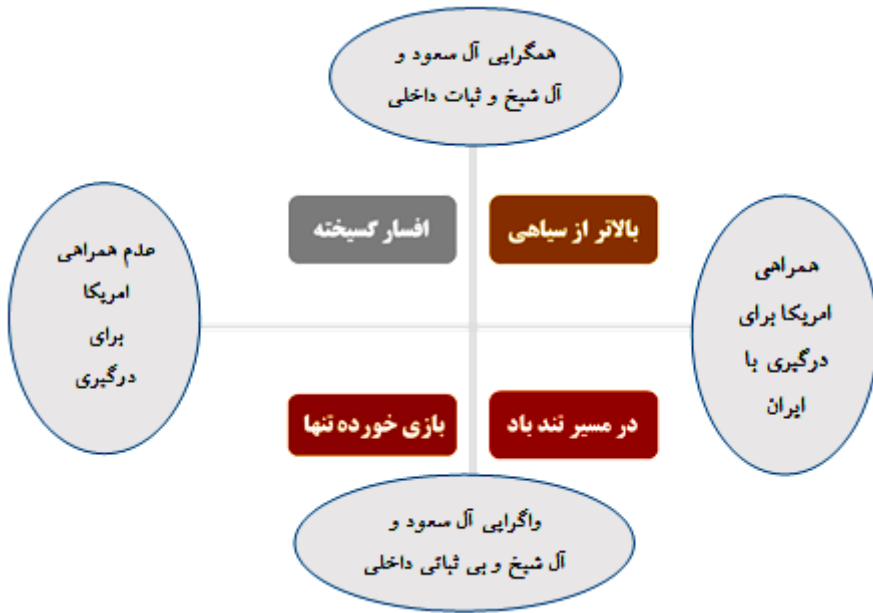 همگرایی آل سعود و
آل شیخ و ثبات داخلی
بالاتر از سیاهی
افسار گسیخته
همراهی
امریکا برای
درگیری با
ایران
عدم همراهی
امریکا
برای
درگیری
در مسیر تند باد
بازی خورده تنها
واگرایی آل سعود و
آل شیخ و بی ثباتی داخلی